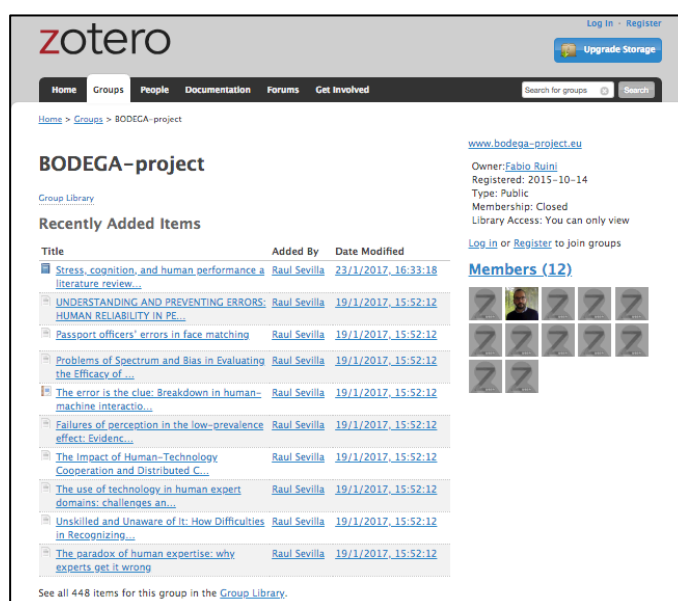 Log In · Register
zotero
Upgrade Storage
Home Groups People Documentation Forums Get Involved
Search for groups Search
Home > Groups > BODEGA-project
www.bodega-project.eu
BODEGA-project
Owner:Fabio Ruini
Registered: 2015-10-14
Type: Public
Membership: Closed
Library Access: You can only view
Group Library
Log in or Register to join groups
Recently Added Items
Members (12)
Title Added By Date Modified
Stress, cognition, and human performance a Raul Sevilla 23/1/2017, 16:33:18
literature review...
UNDERSTANDING AND PREVENTING ERRORS: Raul Sevilla 19/1/2017, 15:52:12
HUMAN RELIABILITY IN PE...
Passport officers' errors in face matching Raul Sevilla 19/1/2017, 15:52:12
Problems of Spectrum and Bias in Evaluating Raul Sevilla 19/1/2017, 15:52:12
the Efficacy of ...
The error is the clue: Breakdown in human- Raul Sevilla 19/1/2017, 15:52:12
machine interactio...
Failures of perception in the low-prevalence Raul Sevilla 19/1/2017, 15:52:12
effect: Evidenc...
The Impact of Human-Technology Raul Sevilla 19/1/2017, 15:52:12
Cooperation and Distributed C...
The use of technology in human expert Raul Sevilla 19/1/2017, 15:52:12
domains: challenges an...
Unskilled and Unaware of It: How Difficulties Raul Sevilla 19/1/2017, 15:52:12
in Recognizing...
The paradox of human expertise: why Raul Sevilla 19/1/2017, 15:52:12
experts get it wrong
See all 448 items for this group in the Group Library.